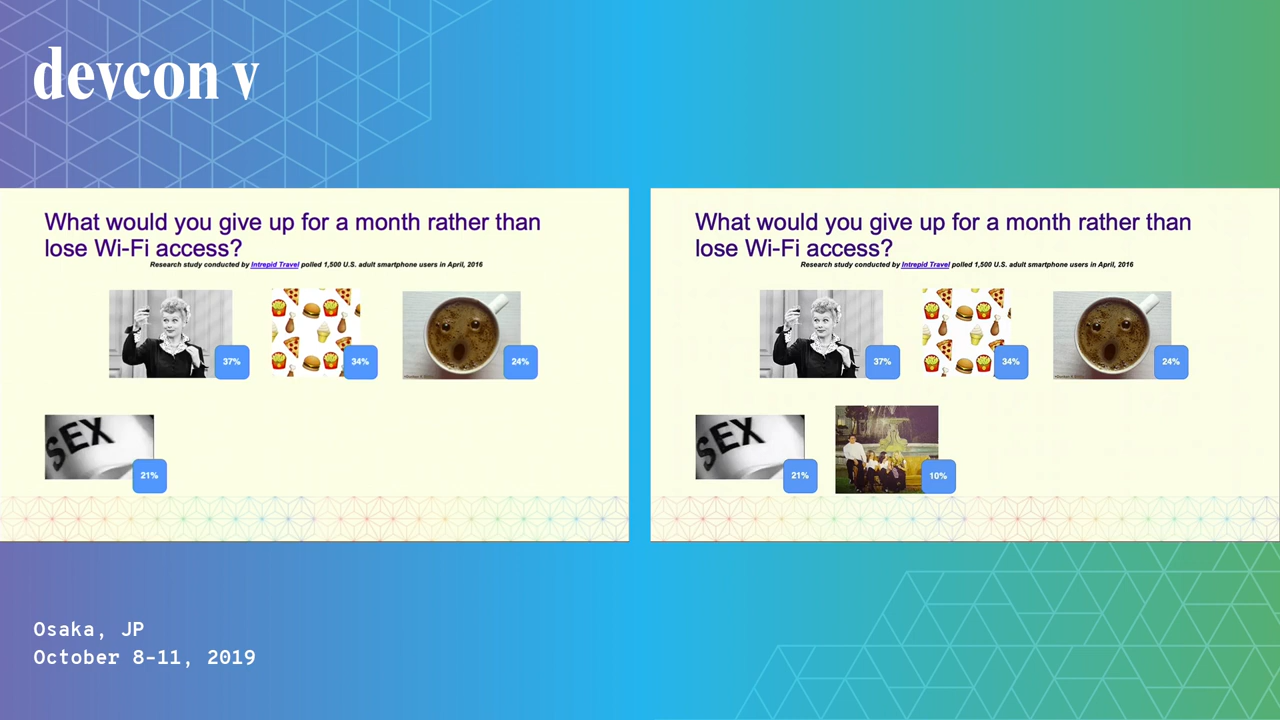 devcon v
What would you give up for a month rather than
lose Wi-Fi access?
Research study conducted by Intrepid Travel polled 1,500 U.S. adult smartphone users in April, 2016
37%
34%
24%
SEX
21%
What would you give up for a month rather than
lose Wi-Fi access?
Research study conducted by Intrepid Travel polled 1,500 U.S. adult smartphone users in April, 2016
37%
34%
24%
SEX
21%
10%
Osaka, JP
October 8-11, 2019